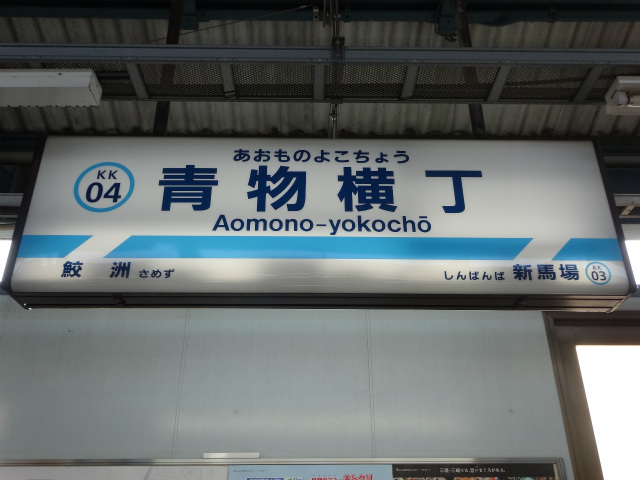 あおものよこちょう
KK
04
青物横丁
Aomono-yokochō
鮫洲 さめず
しんばんば 新馬場 KK 03